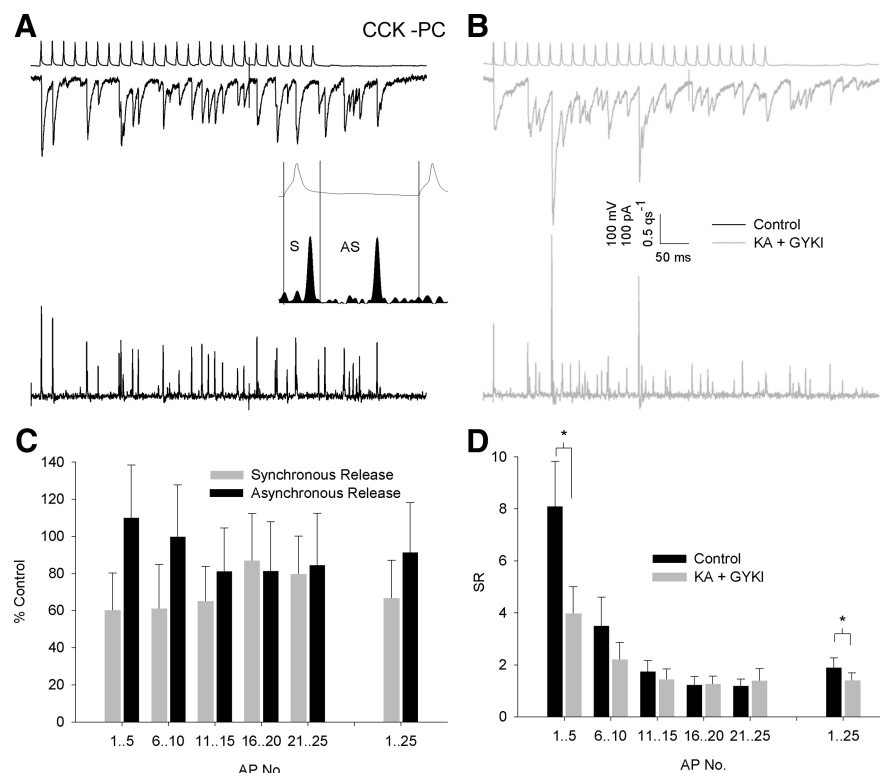 A
CCK -PC
B
S
AS
100 mV
100 pA
0.5 qs-1
50 ms
Control
KA + GYKI
C
% Control
140
120
100
80
60
40
20
0
Synchronous Release
Asynchronous Release
1..5
6..10
11..15
16..20
21..25
1..25
AP No.
D
SR
10
8
6
4
2
0
*
*
Control
KA + GYKI
1..5
6..10
11..15
16..20
21..25
1..25
AP No.